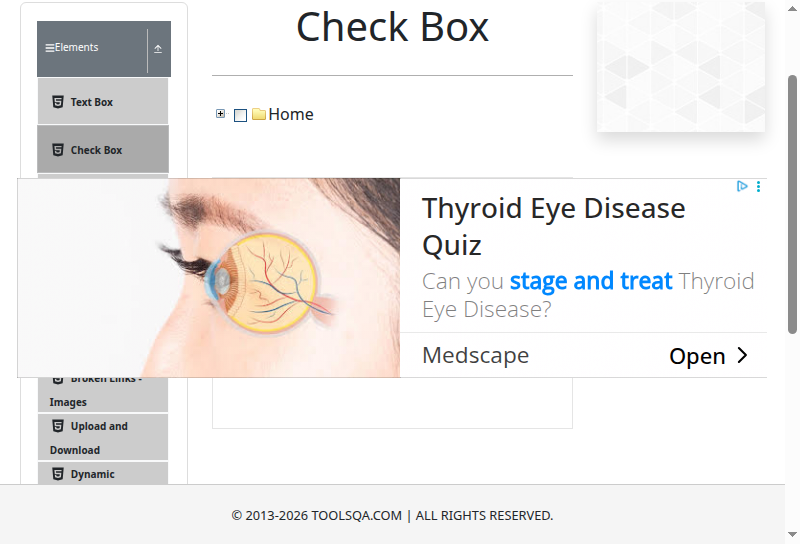 Check Box
Elements
Text Box
Check Box
Home
Thyroid Eye Disease
Quiz
Can you stage and treat Thyroid
Eye Disease?
Medscape
Open
Broken Links -
Images
Upload and
Download
Dynamic
© 2013-2026 TOOLSQA.COM | ALL RIGHTS RESERVED.